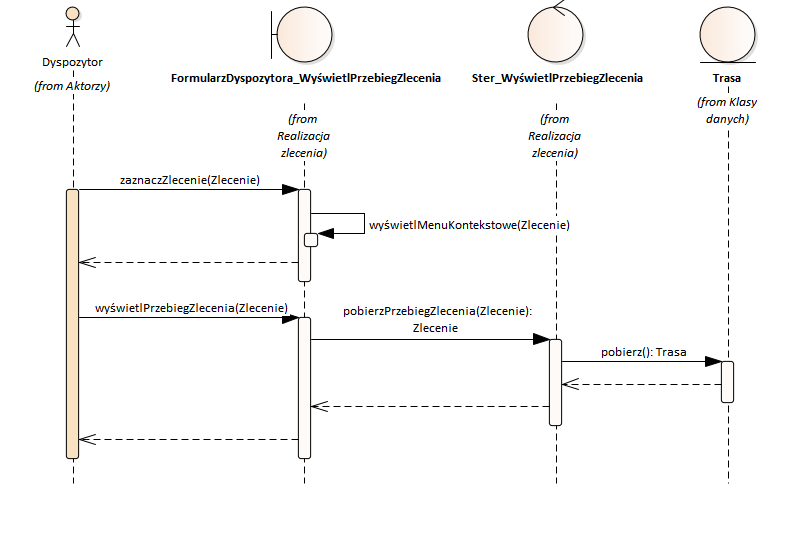 Dyspozytor
(from Aktorzy)
FormularzDyspozytora_WyświetlPrzebiegZlecenia
(from
Realizacja
zlecenia)
Ster_WyświetlPrzebiegZlecenia
(from
Realizacja
zlecenia)
Trasa
(from Klasy
danych)
zaznaczZlecenie(Zlecenie)
wyświetlMenuKontekstowe(Zlecenie)
wyświetlPrzebiegZlecenia(Zlecenie)
pobierzPrzebiegZlecenia(Zlecenie):
Zlecenie
pobierz(): Trasa